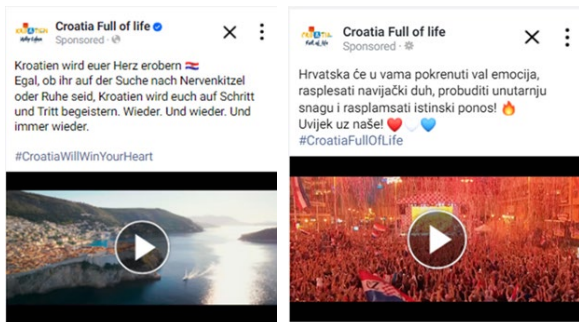 Croatia Full of life
Sponsored ·
Kroatien wird euer Herz erobern
Egal, ob ihr auf der Suche nach Nervenkitzel
oder Ruhe seid, Kroatien wird euch auf Schritt
und Tritt begeistern. Wieder. Und wieder. Und
immer wieder.
#CroatiaWillWinYourHeart
Croatia Full of life
Sponsored ·
Hrvatska će u vama pokrenuti val emocija,
rasplesati navijački duh, probuditi unutarnju
snagu i rasplamsati istinski ponos!
Uvijek uz naše!
#CroatiaFullOfLife